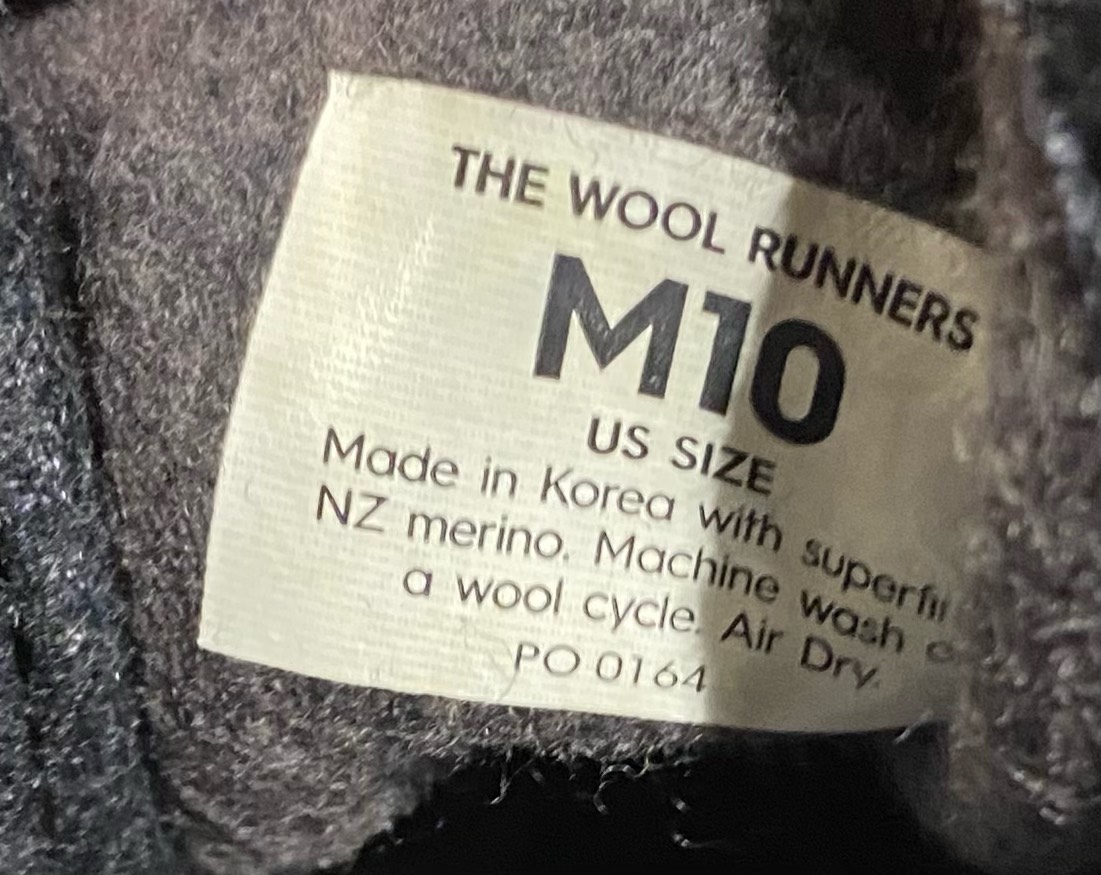 THE WOOL RUNNERS
M10
US SIZE
Made in Korea with
NZ merino. Machine wash
a wool cycle. Air Dry.
PO 0164